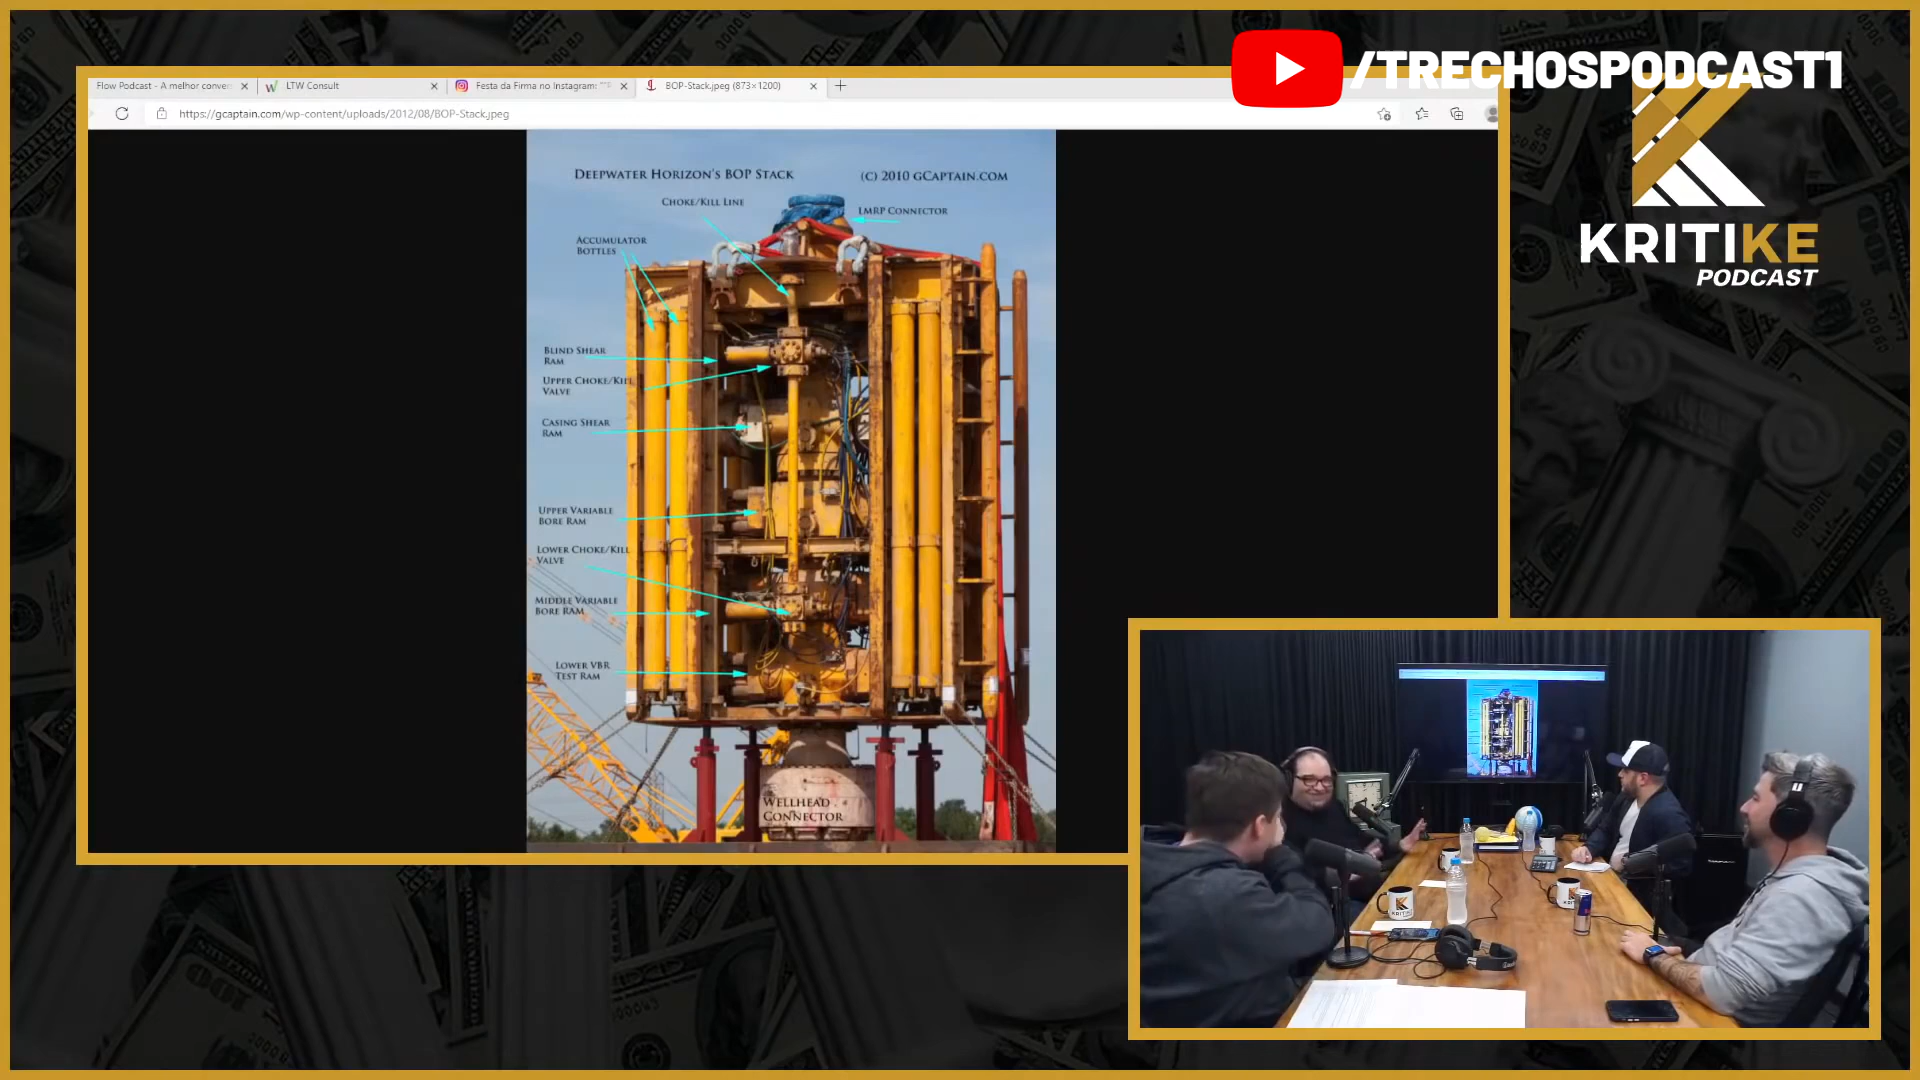 /TRECHOSPODCAST1
Flow Podcast - A melhor conver
LTW Consult
Festa da Firma no Instagram:
BOP-Stack.jpeg (873×1200)
https://gcaptain.com/wp-content/uploads/2012/08/BOP-Stack.jpeg
KRITIKE
PODCAST
DEEPWATER HORIZON'S BOP STACK
(C) 2010 GCAPTAIN.COM
CHOKE/KILL LINE
LMRP CONNECTOR
ACCUMULATOR
BOTTLES
BLIND SHEAR
RAM
UPPER CHOKE/KILL
VALVE
CASING SHEAR
RAM
UPPER VARIABLE
BORE RAM
LOWER CHOKE/KILL
VALVE
MIDDLE VARIABLE
BORE RAM
LOWER VBR
TEST RAM
WELLHEAD
CONNECTOR